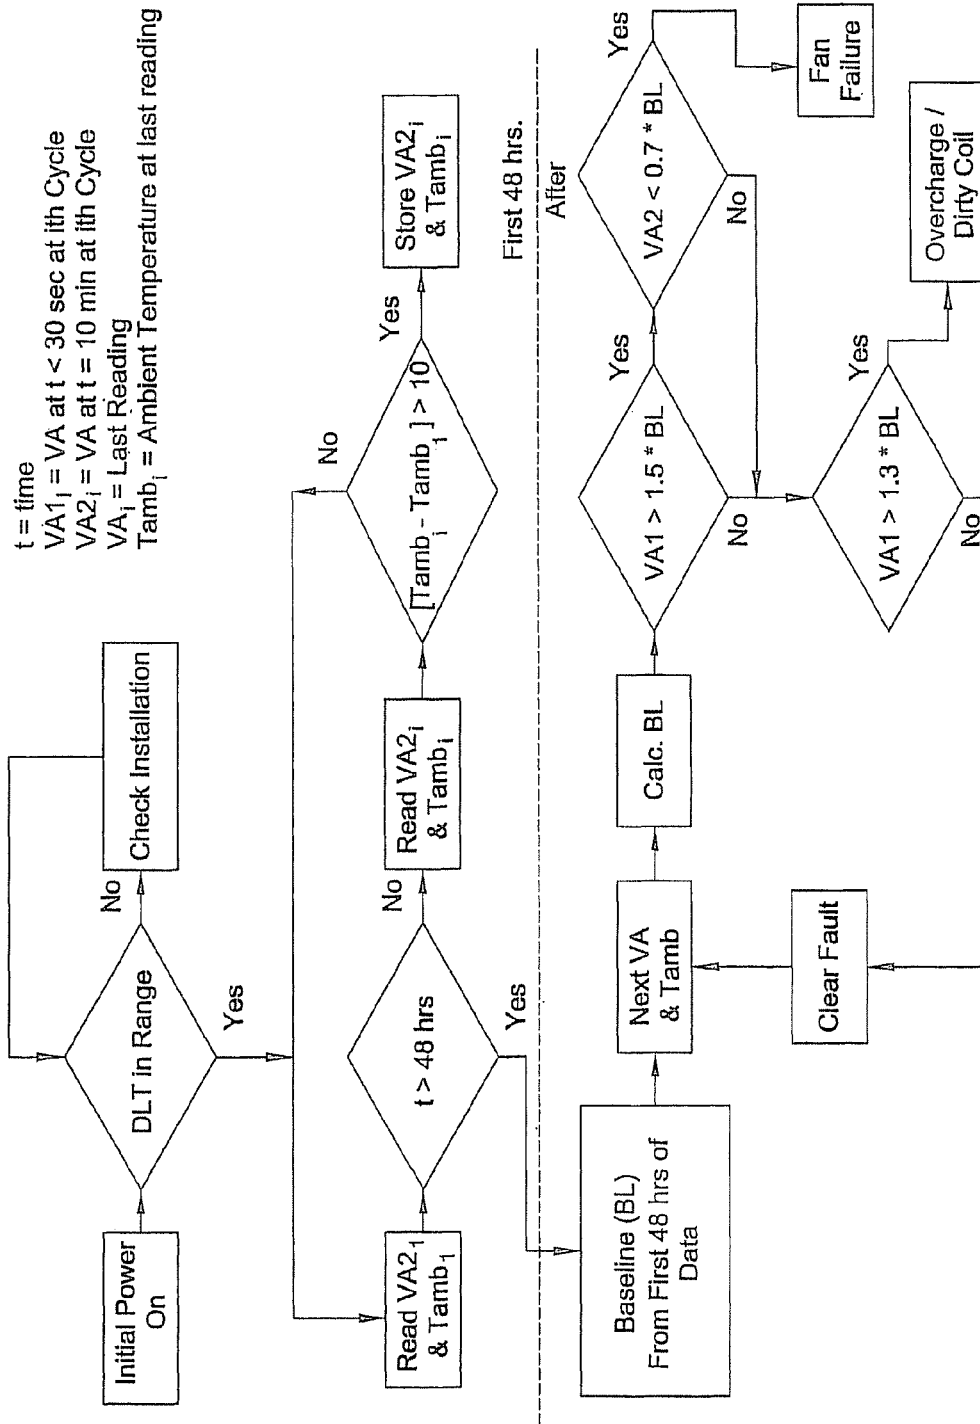 t = time
VA1i = VA at t < 30 sec at ith Cycle
VA2i = VA at t = 10 min at ith Cycle
VAi = Last Reading
Tambi = Ambient Temperature at last reading
Initial Power
On
DLT in Range
No
Check Installation
Yes
Read VA21
& Tamb1
t > 48 hrs
No
Read VA2i
& Tambi
[Tambi - Tamb1] > 10
No
Yes
Store VA2i
& Tambi
Yes
First 48 hrs.
After
Baseline (BL)
From First 48 hrs of
Data
Next VA
& Tamb
Calc. BL
VA1 > 1.5 * BL
Yes
No
VA2 < 0.7 * BL
Yes
No
Fan
Failure
Clear Fault
VA1 > 1.3 * BL
Yes
No
Overcharge /
Dirty Coil